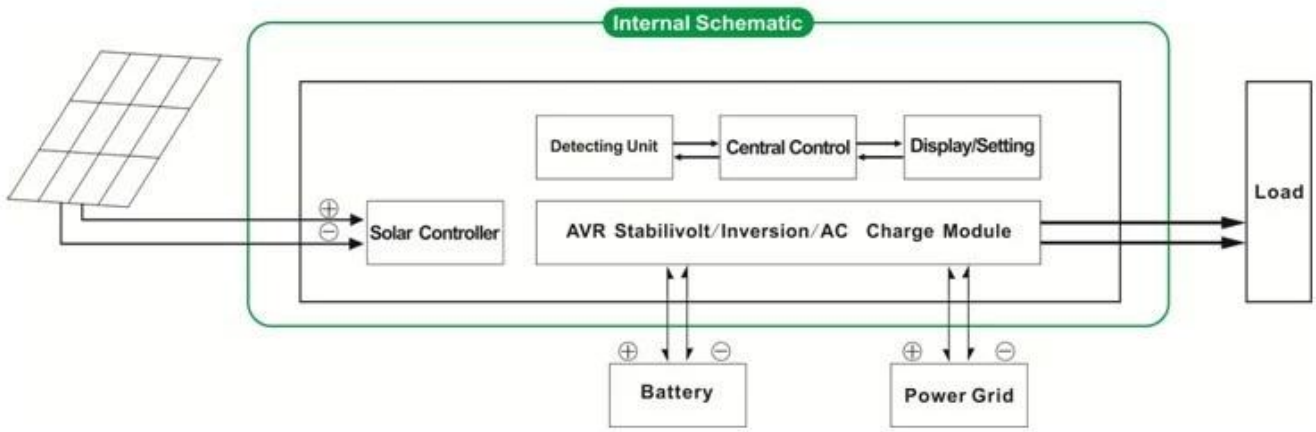 Internal Schematic
Detecting Unit
Central Control
Display/Setting
Load
⊕
⊖
Solar Controller
AVR Stabilivolt/Inversion/AC Charge Module
⊕ ⊖
Battery
⊕ ⊖
Power Grid